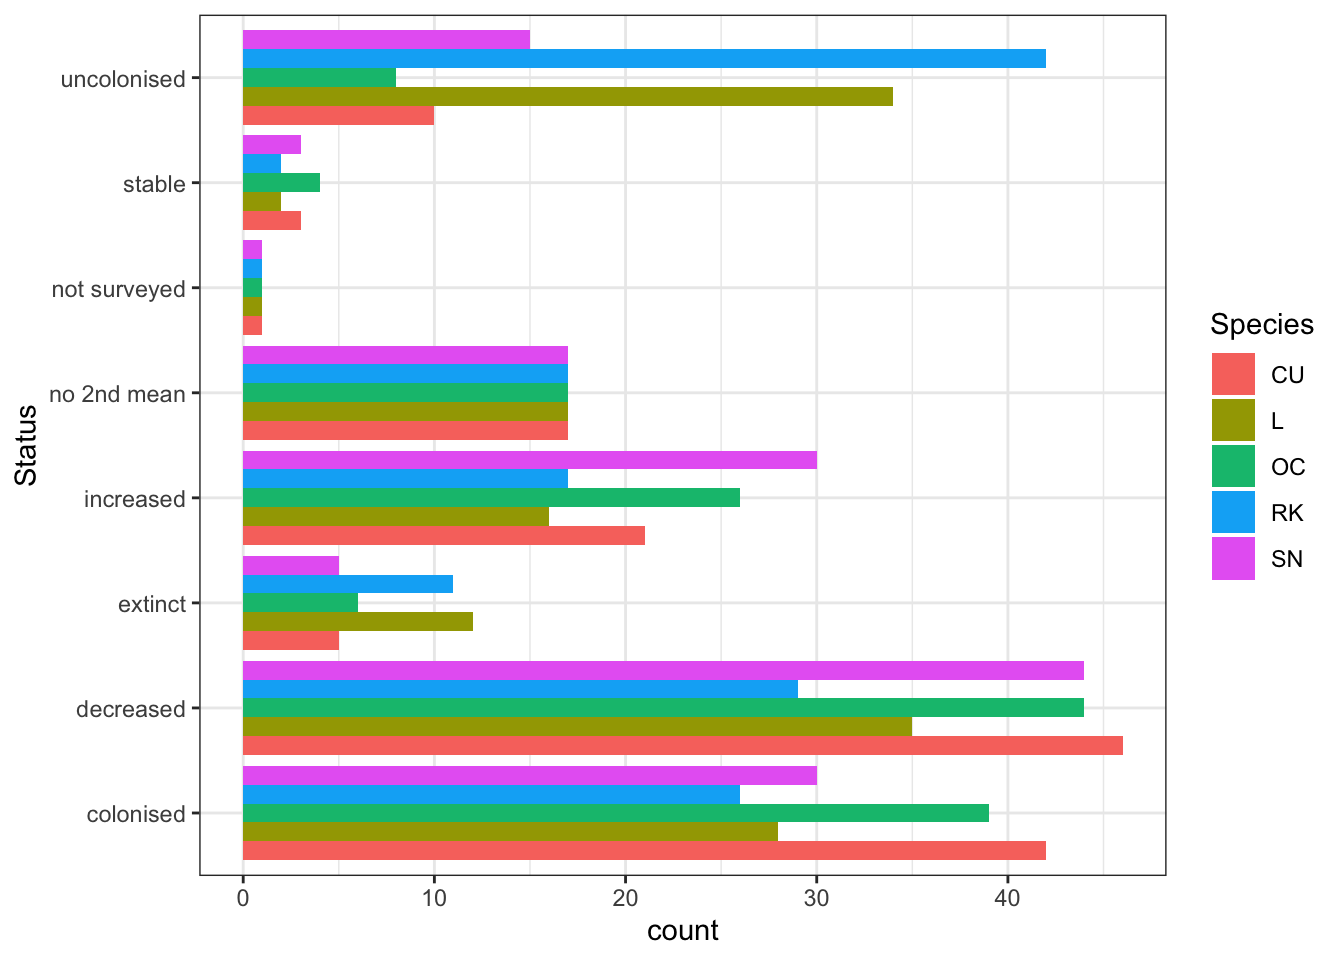 uncolonised
stable
not surveyed
no 2nd mean
increased
extinct
decreased
colonised
Status
0 10 20 30 40
count
Species
CU
L
OC
RK
SN